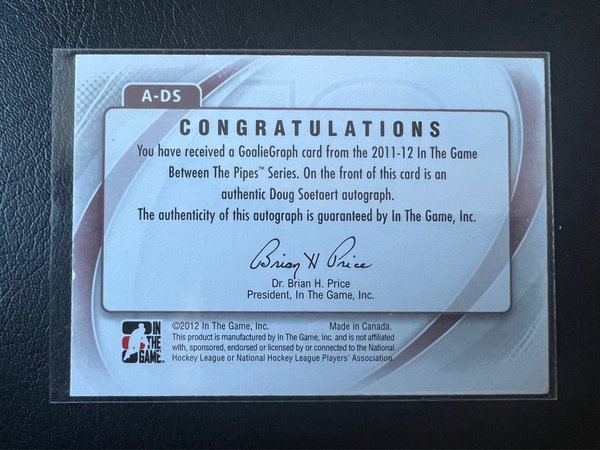 A-DS
CONGRATULATIONS
You have received a GoalieGraph card from the 2011-12 In The Game
Between The Pipes™ Series. On the front of this card is an
authentic Doug Soetaert autograph.
The authenticity of this autograph is guaranteed by In The Game, Inc.
Brian H Price
Dr. Brian H. Price
President, In The Game, Inc.
IN
THE
GAME
©2012 In The Game, Inc. Made in Canada.
This product is manufactured by In The Game, Inc. and is not affiliated
with, sponsored, endorsed or licensed by or connected to the National
Hockey League or National Hockey League Players' Association.